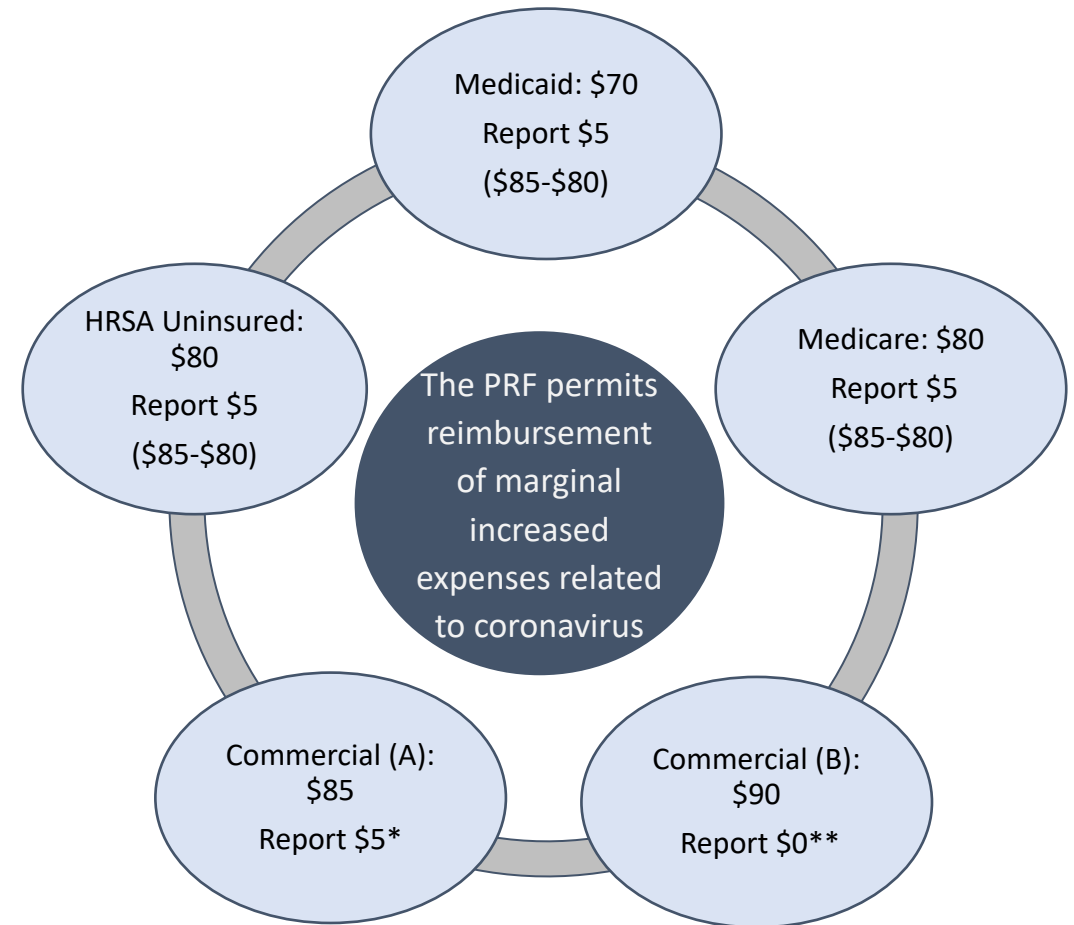 Medicaid: $70
Report $5
($85-$80)
HRSA Uninsured:
$80
Report $5
($85-$80)
Medicare: $80
Report $5
($85-$80)
The PRF permits
reimbursement
of marginal
increased
expenses related
to coronavirus
Commercial (A):
$85
Report $5*
Commercial (B):
$90
Report $0**